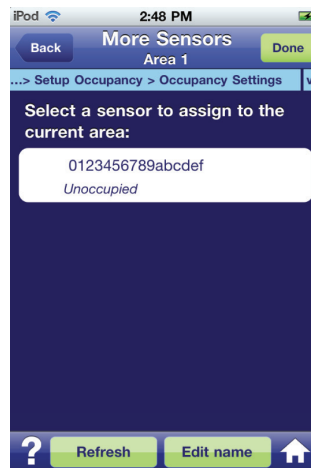 iPod 2:48 PM
Back More Sensors Done
Area 1
...> Setup Occupancy > Occupancy Settings
Select a sensor to assign to the
current area:
0123456789abcdef
Unoccupied
? Refresh Edit name